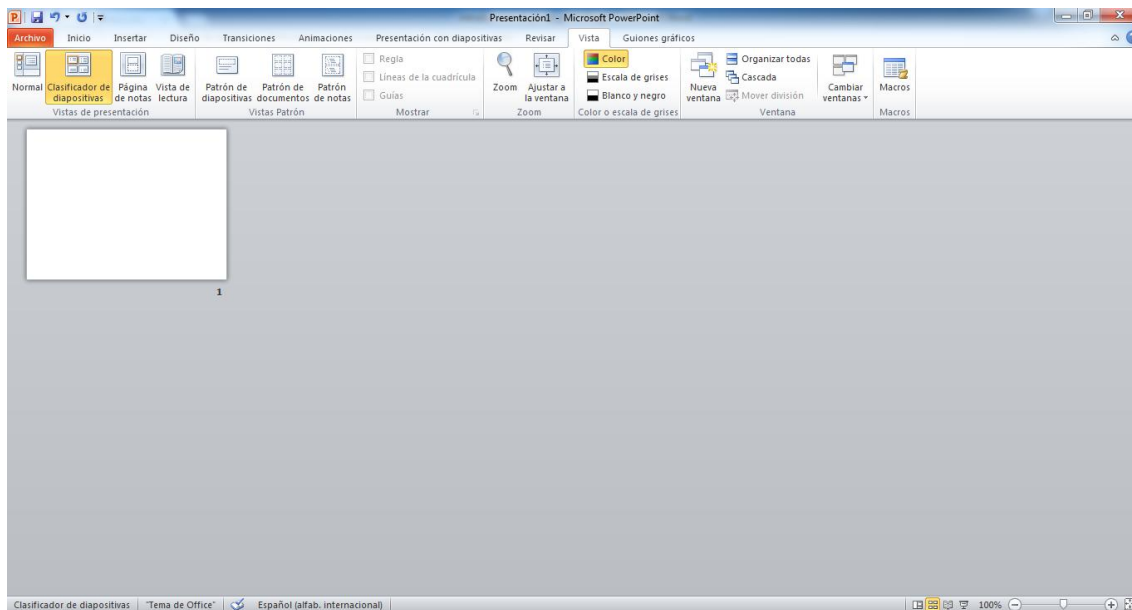 Presentación1 - Microsoft PowerPoint
Archivo Inicio Insertar Diseño Transiciones Animaciones Presentación con diapositivas Revisar Vista Guiones gráficos
Normal
Clasificador de
diapositivas
Página
de notas
Vista de
lectura
Vistas de presentación
Patrón de
diapositivas
Patrón de
documentos
Patrón
de notas
Vistas Patrón
Regla
Líneas de la cuadrícula
Guías
Mostrar
Zoom
Ajustar a
la ventana
Zoom
Color
Escala de grises
Blanco y negro
Color o escala de grises
Nueva
ventana
Organizar todas
Cascada
Mover división
Cambiar
ventanas
Ventana
Macros
Macros
1
Clasificador de diapositivas "Tema de Office" Español (alfab. internacional) 100%